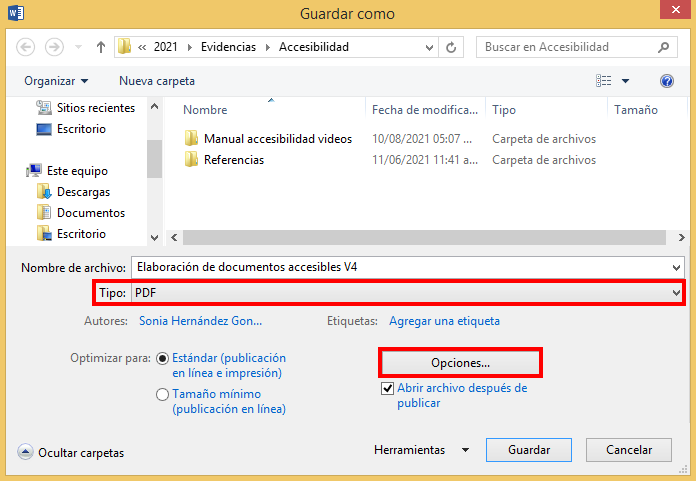 Guardar como
« 2021 Evidencias Accesibilidad
Buscar en Accesibilidad
Organizar Nueva carpeta
Sitios recientes
Escritorio
Este equipo
Descargas
Documentos
Escritorio
Nombre Fecha de modifica... Tipo Tamaño
Manual accesibilidad videos 10/08/2021 05:07 ... Carpeta de archivos
Referencias 11/06/2021 11:41 a... Carpeta de archivos
Nombre de archivo: Elaboración de documentos accesibles V4
Tipo: PDF
Autores: Sonia Hernández Gon... Etiquetas: Agregar una etiqueta
Optimizar para: Estándar (publicación
en línea e impresión)
Tamaño mínimo
(publicación en línea)
Opciones...
Abrir archivo después de
publicar
Ocultar carpetas Herramientas Guardar Cancelar